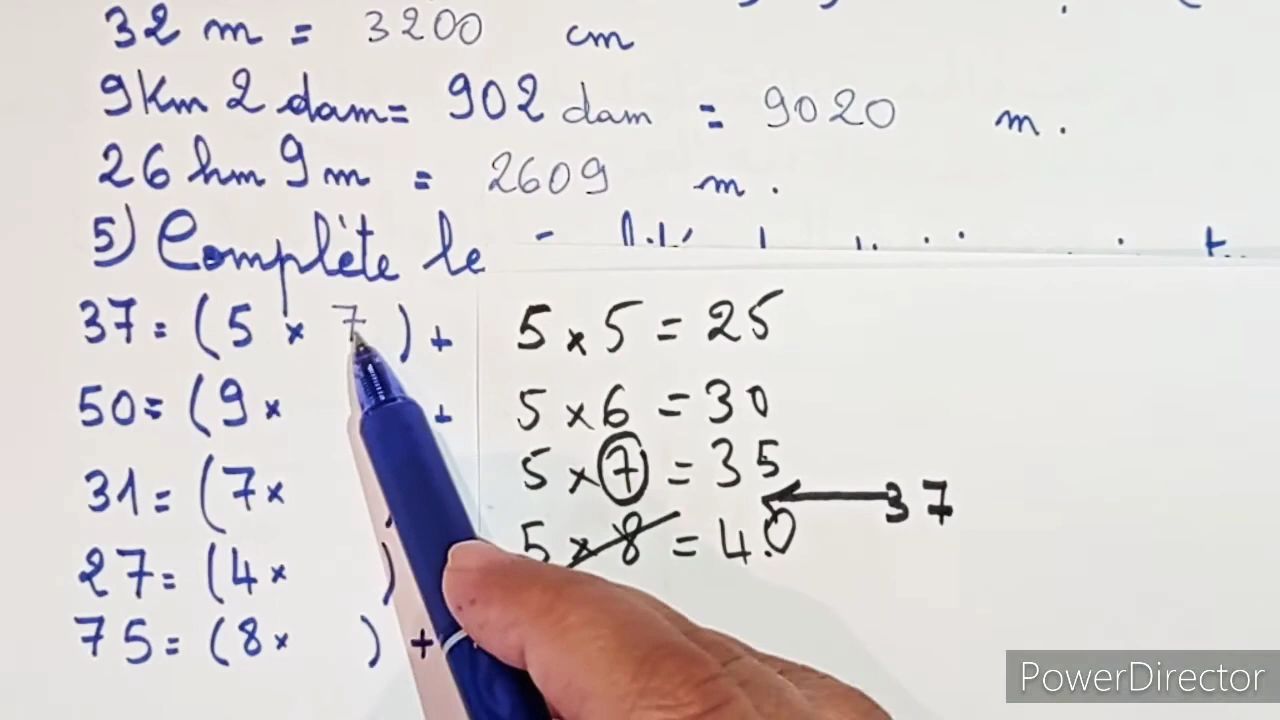 32 m = 3200 cm
9Km 2 dam = 902 dam = 9020 m.
26 hm 9 m = 2609 m.
5) Complète le
37 = (5 × 7) +
50 = (9 × +
31 = (7 × )
27 = (4 × )
75 = (8 × ) +
5 × 5 = 25
5 × 6 = 30
5 × 7 = 35
37
5 × 8 = 40
PowerDirector